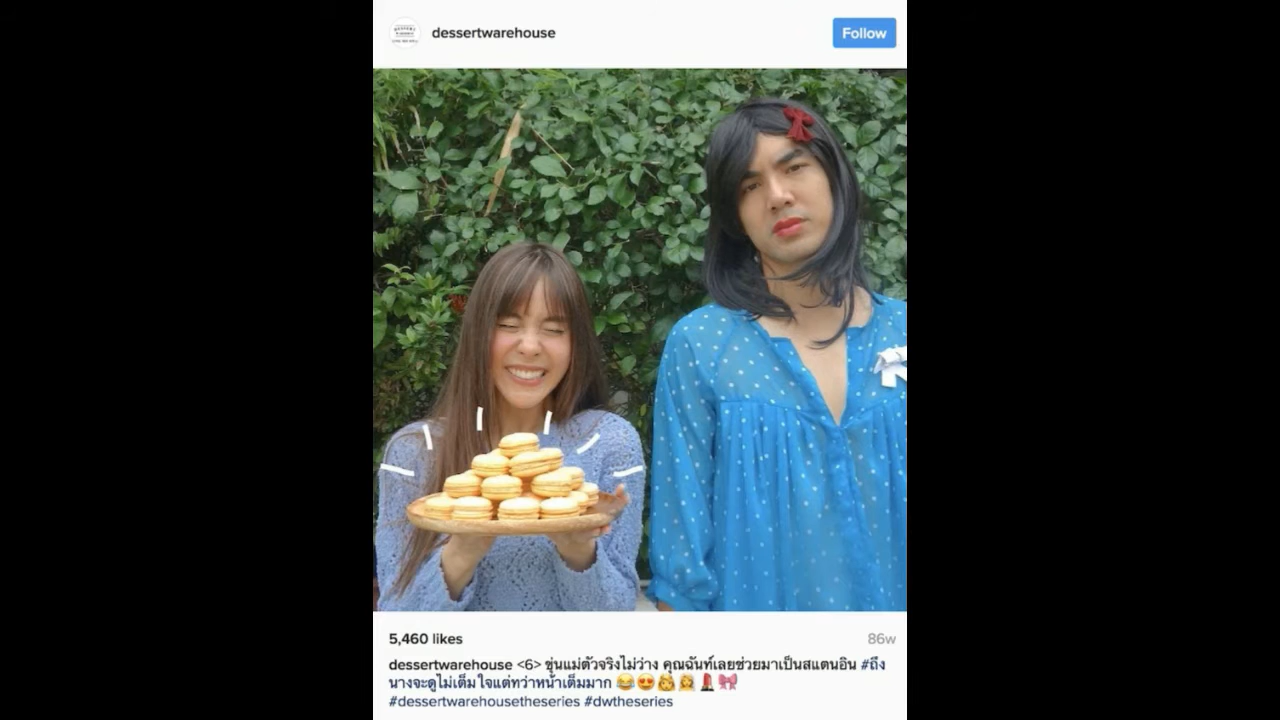 dessertwarehouse
Follow
5,460 likes
86w
dessertwarehouse <6> ซุ่นแม่ตัวจริงไม่ว่าง คุณฉันท์เลยช่วยมาเป็นสแตนอิน #ถึง
นางจะดูไม่เต็มใจแต่ทว่าหน้าเต็มมาก 😂😍👸👰💄🎀
#dessertwarehousetheseries #dwtheseries